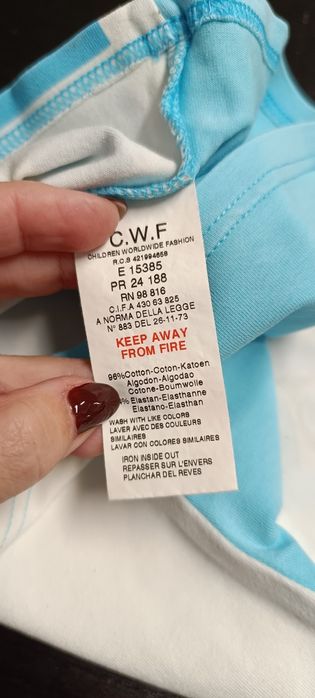 C.W.F
CHILDREN WORLDWIDE FASHION
R.C.S 421994658
E 15385
PR 24 188
RN 98 816
C.I.F.A 430 63 825
A NORMA DELLA LEGGE
N° 883 DEL 26-11-73
KEEP AWAY
FROM FIRE
96%Cotton-Coton-Katoen
Algodon-Algodao
Cotone-Boumwolle
% Elastan-Elasthanne
Elastano-Elasthan
WASH WITH LIKE COLORS
LAVER AVEC DES COULEURS
SIMILAIRES
LAVAR CON COLORES SIMILARES
IRON INSIDE OUT
REPASSER SUR L'ENVERS
PLANCHAR DEL REVES